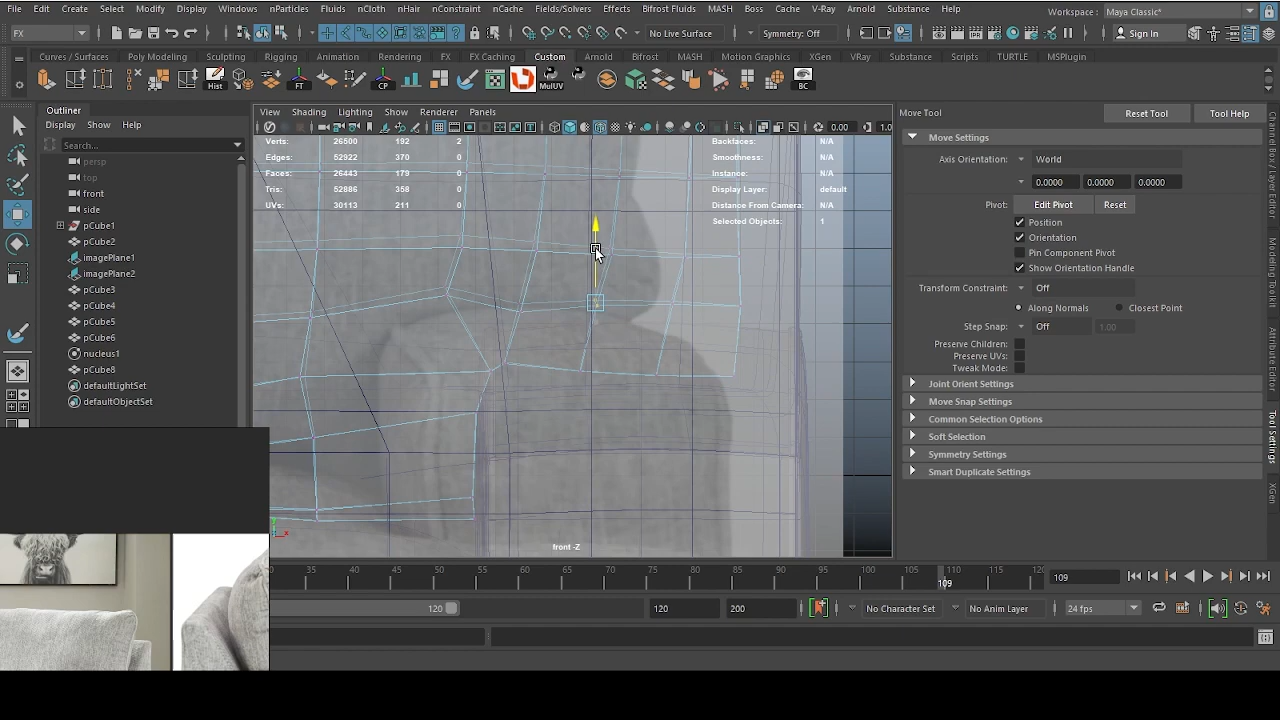 File Edit Create Select Modify Display Windows nParticles Fluids nCloth nHair nConstraint nCache Fields/Solvers Effects Bifrost Fluids MASH Boss Cache V-Ray Arnold Substance Help Workspace : Maya Classic*
FX No Live Surface Symmetry: Off Sign In
Curves / Surfaces Poly Modeling Sculpting Rigging Animation Rendering FX FX Caching Custom Arnold Bifrost MASH Motion Graphics XGen VRay Substance Scripts TURTLE MSPlugin
Hist FT CP MulUV BC
Outliner
Display Show Help
Search...
persp
top
front
side
pCube1
pCube2
imagePlane1
imagePlane2
pCube3
pCube4
pCube5
pCube6
nucleus1
pCube8
defaultLightSet
defaultObjectSet
View Shading Lighting Show Renderer Panels
0.00 1.0
Verts: 26500 192 2
Edges: 52922 370 0
Faces: 26443 179 0
Tris: 52886 358 0
UVs: 30113 211 0
Backfaces: N/A
Smoothness: N/A
Instance: N/A
Display Layer: default
Distance From Camera: N/A
Selected Objects: 1
y
x
front -Z
Move Tool Reset Tool Tool Help
Move Settings
Axis Orientation: World
0.0000 0.0000 0.0000
Pivot: Edit Pivot Reset
Position
Orientation
Pin Component Pivot
Show Orientation Handle
Transform Constraint: Off
Along Normals Closest Point
Step Snap: Off 1.00
Preserve Children:
Preserve UVs:
Tweak Mode:
Joint Orient Settings
Move Snap Settings
Common Selection Options
Soft Selection
Symmetry Settings
Smart Duplicate Settings
Channel Box / Layer Editor
Modeling Toolkit
Attribute Editor
Tool Settings
XGen
30 35 40 45 50 55 60 65 70 75 80 85 90 95 100 105 109 110 115 120
109
120 120 200 No Character Set No Anim Layer 24 fps